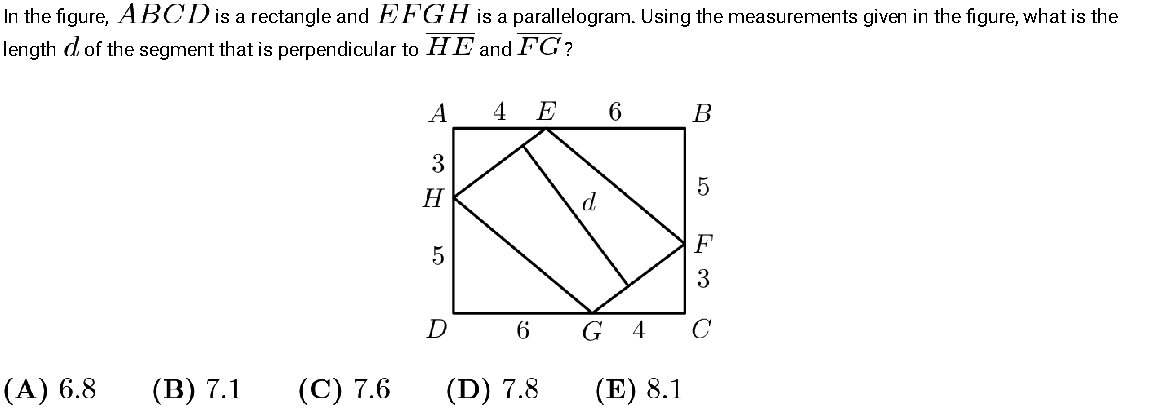 In the figure, ABCD is a rectangle and EFGH is a parallelogram. Using the measurements given in the figure, what is the
length d of the segment that is perpendicular to HE and FG?
A 4 E 6 B
3
H
5
d
5
F
3
D 6 G 4 C
(A) 6.8 (B) 7.1 (C) 7.6 (D) 7.8 (E) 8.1